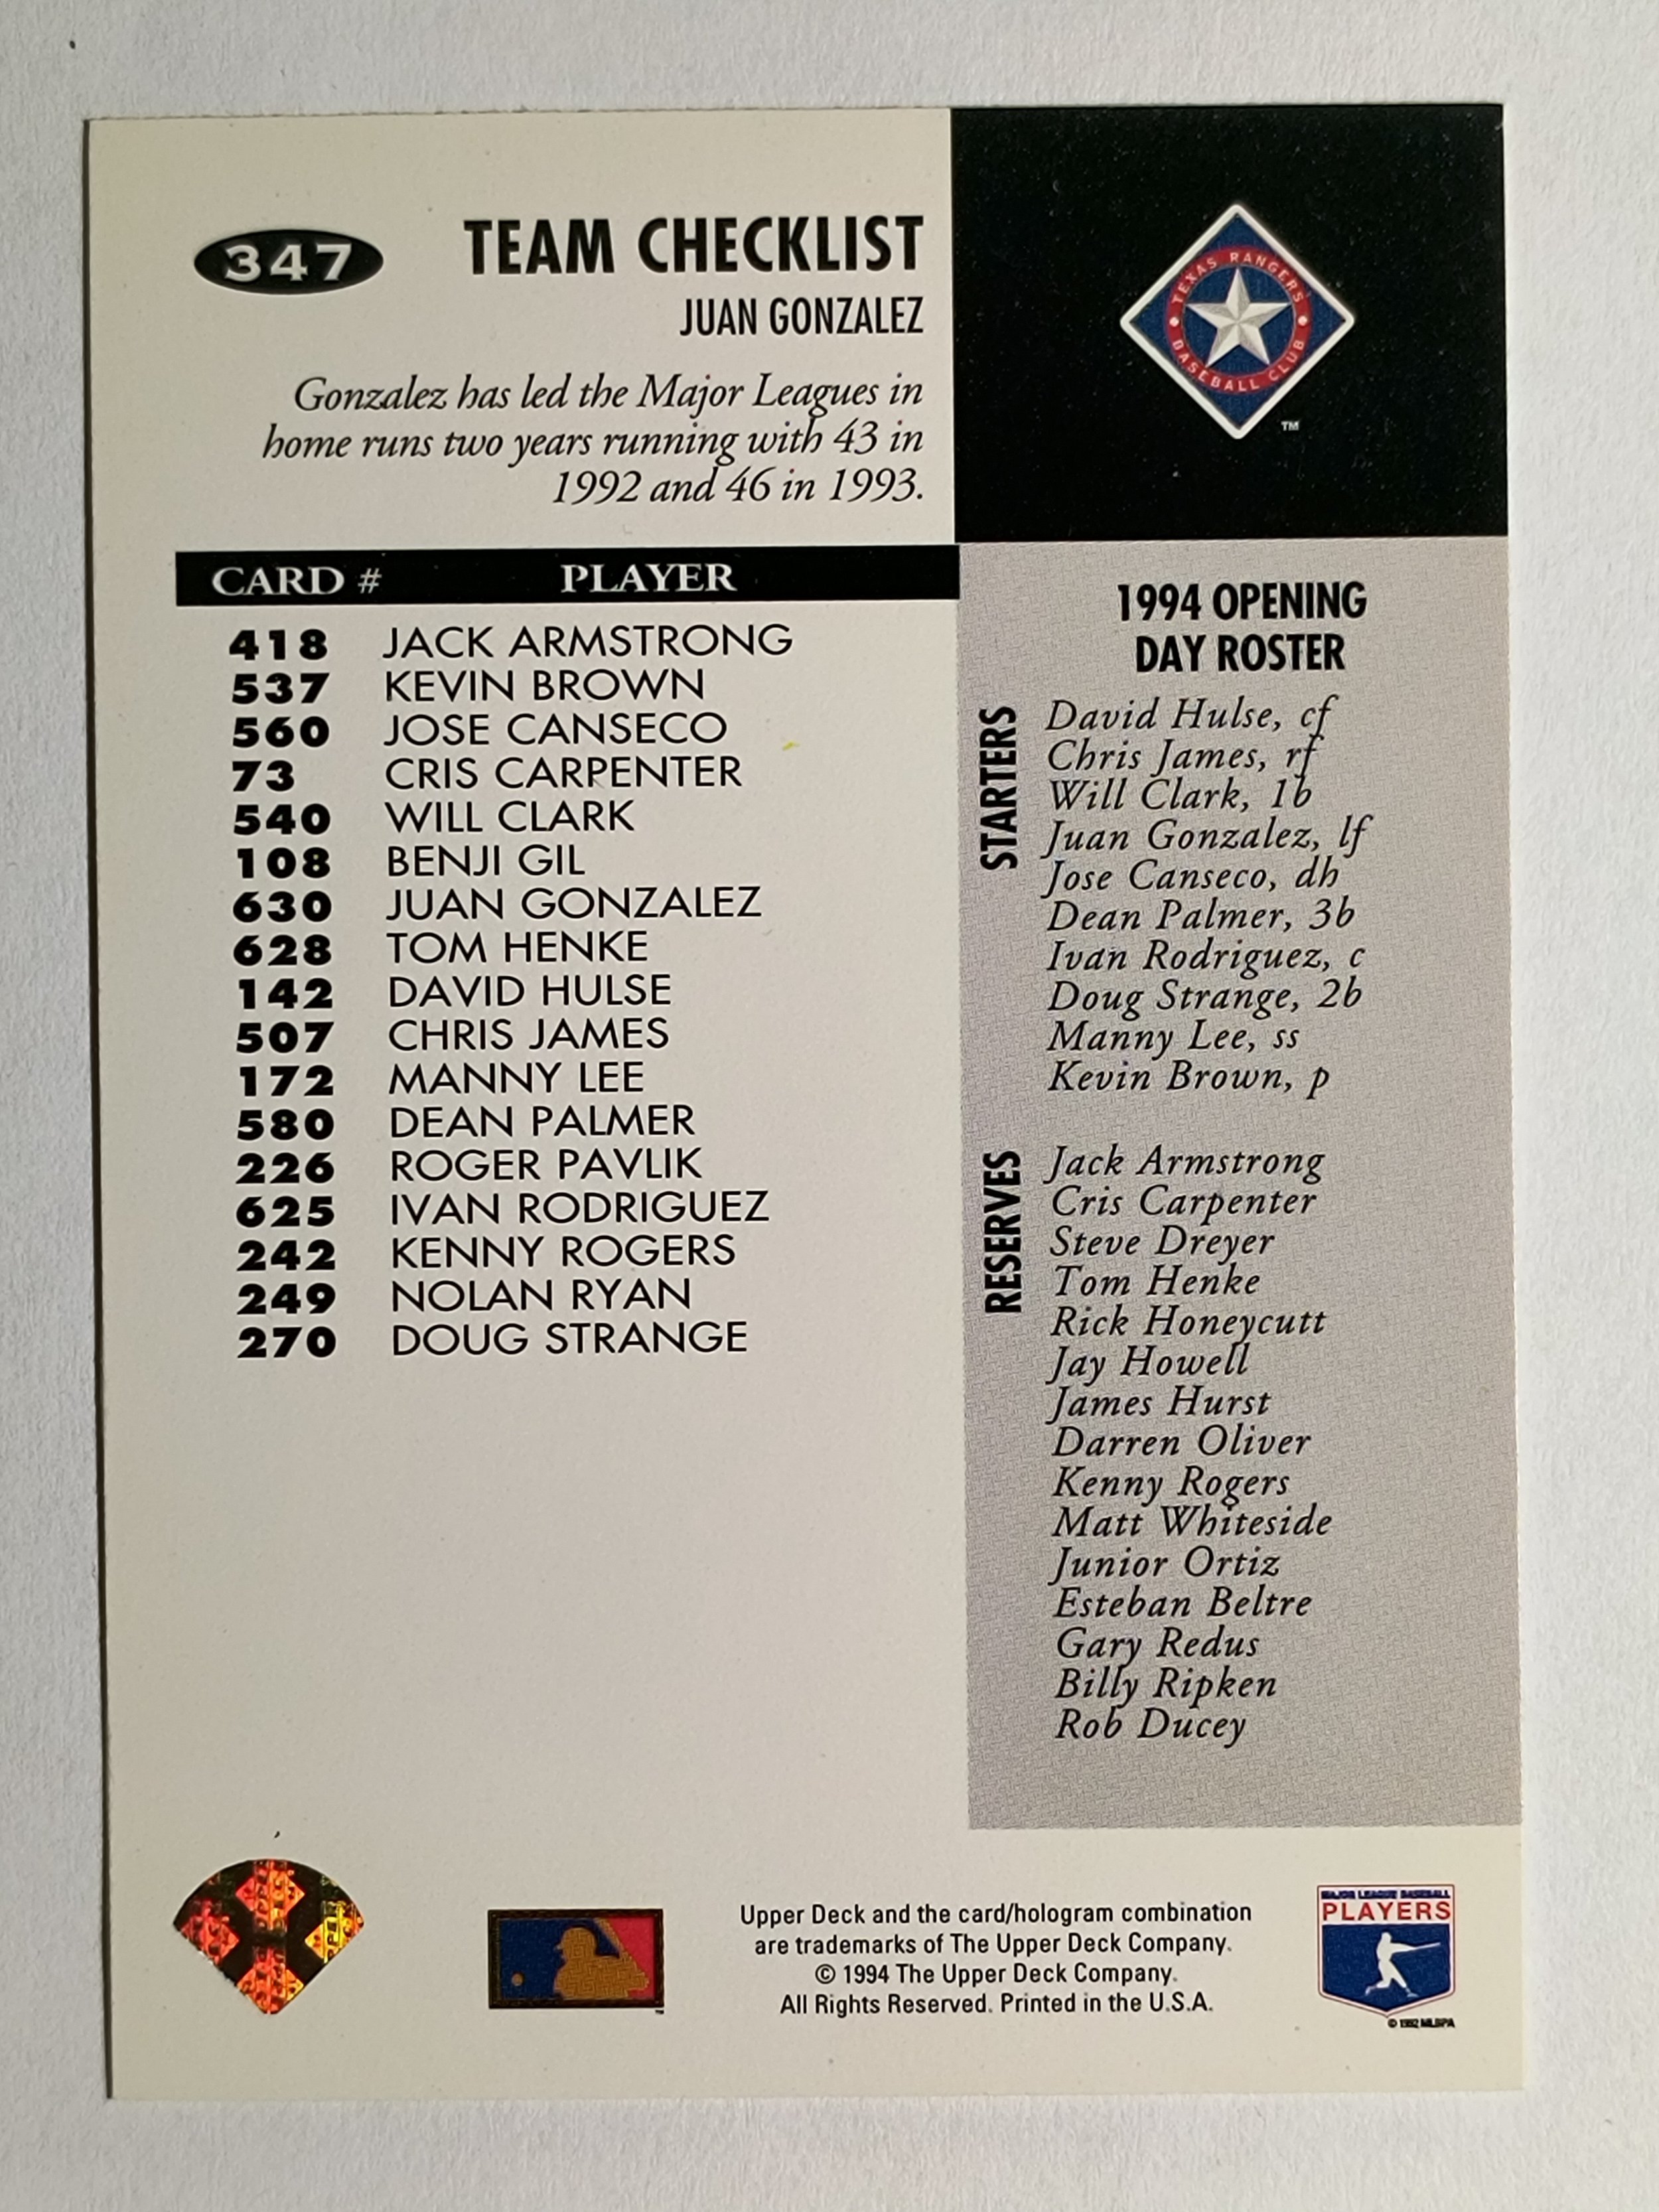 347
TEAM CHECKLIST
JUAN GONZALEZ
Gonzalez has led the Major Leagues in
home runs two years running with 43 in
1992 and 46 in 1993.
TEXAS RANGERS
BASEBALL CLUB
TM
CARD # PLAYER
418 JACK ARMSTRONG
537 KEVIN BROWN
560 JOSE CANSECO
73 CRIS CARPENTER
540 WILL CLARK
108 BENJI GIL
630 JUAN GONZALEZ
628 TOM HENKE
142 DAVID HULSE
507 CHRIS JAMES
172 MANNY LEE
580 DEAN PALMER
226 ROGER PAVLIK
625 IVAN RODRIGUEZ
242 KENNY ROGERS
249 NOLAN RYAN
270 DOUG STRANGE
1994 OPENING
DAY ROSTER
STARTERS
David Hulse, cf
Chris James, rf
Will Clark, 1b
Juan Gonzalez, lf
Jose Canseco, dh
Dean Palmer, 3b
Ivan Rodriguez, c
Doug Strange, 2b
Manny Lee, ss
Kevin Brown, p
RESERVES
Jack Armstrong
Cris Carpenter
Steve Dreyer
Tom Henke
Rick Honeycutt
Jay Howell
James Hurst
Darren Oliver
Kenny Rogers
Matt Whiteside
Junior Ortiz
Esteban Beltre
Gary Redus
Billy Ripken
Rob Ducey
Upper Deck and the card/hologram combination
are trademarks of The Upper Deck Company.
© 1994 The Upper Deck Company.
All Rights Reserved. Printed in the U.S.A.
MAJOR LEAGUE BASEBALL
PLAYERS
© 1992 MLBPA